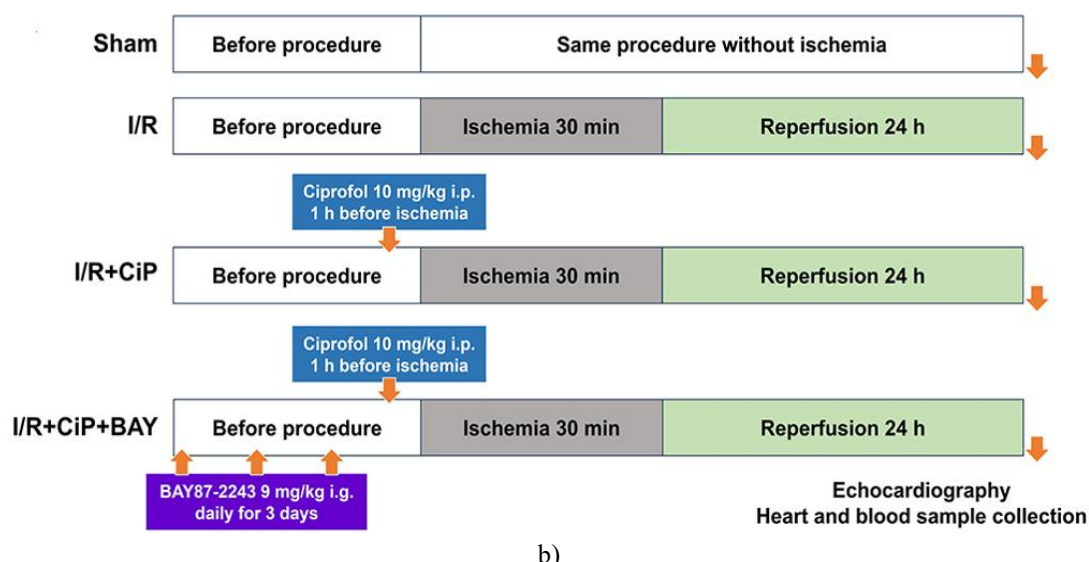 Sham
Before procedure
Same procedure without ischemia
I/R
Before procedure
Ischemia 30 min
Reperfusion 24 h
Ciprofol 10 mg/kg i.p.
1 h before ischemia
I/R+CiP
Before procedure
Ischemia 30 min
Reperfusion 24 h
Ciprofol 10 mg/kg i.p.
1 h before ischemia
I/R+CiP+BAY
Before procedure
Ischemia 30 min
Reperfusion 24 h
BAY87-2243 9 mg/kg i.g.
daily for 3 days
Echocardiography
Heart and blood sample collection
b)